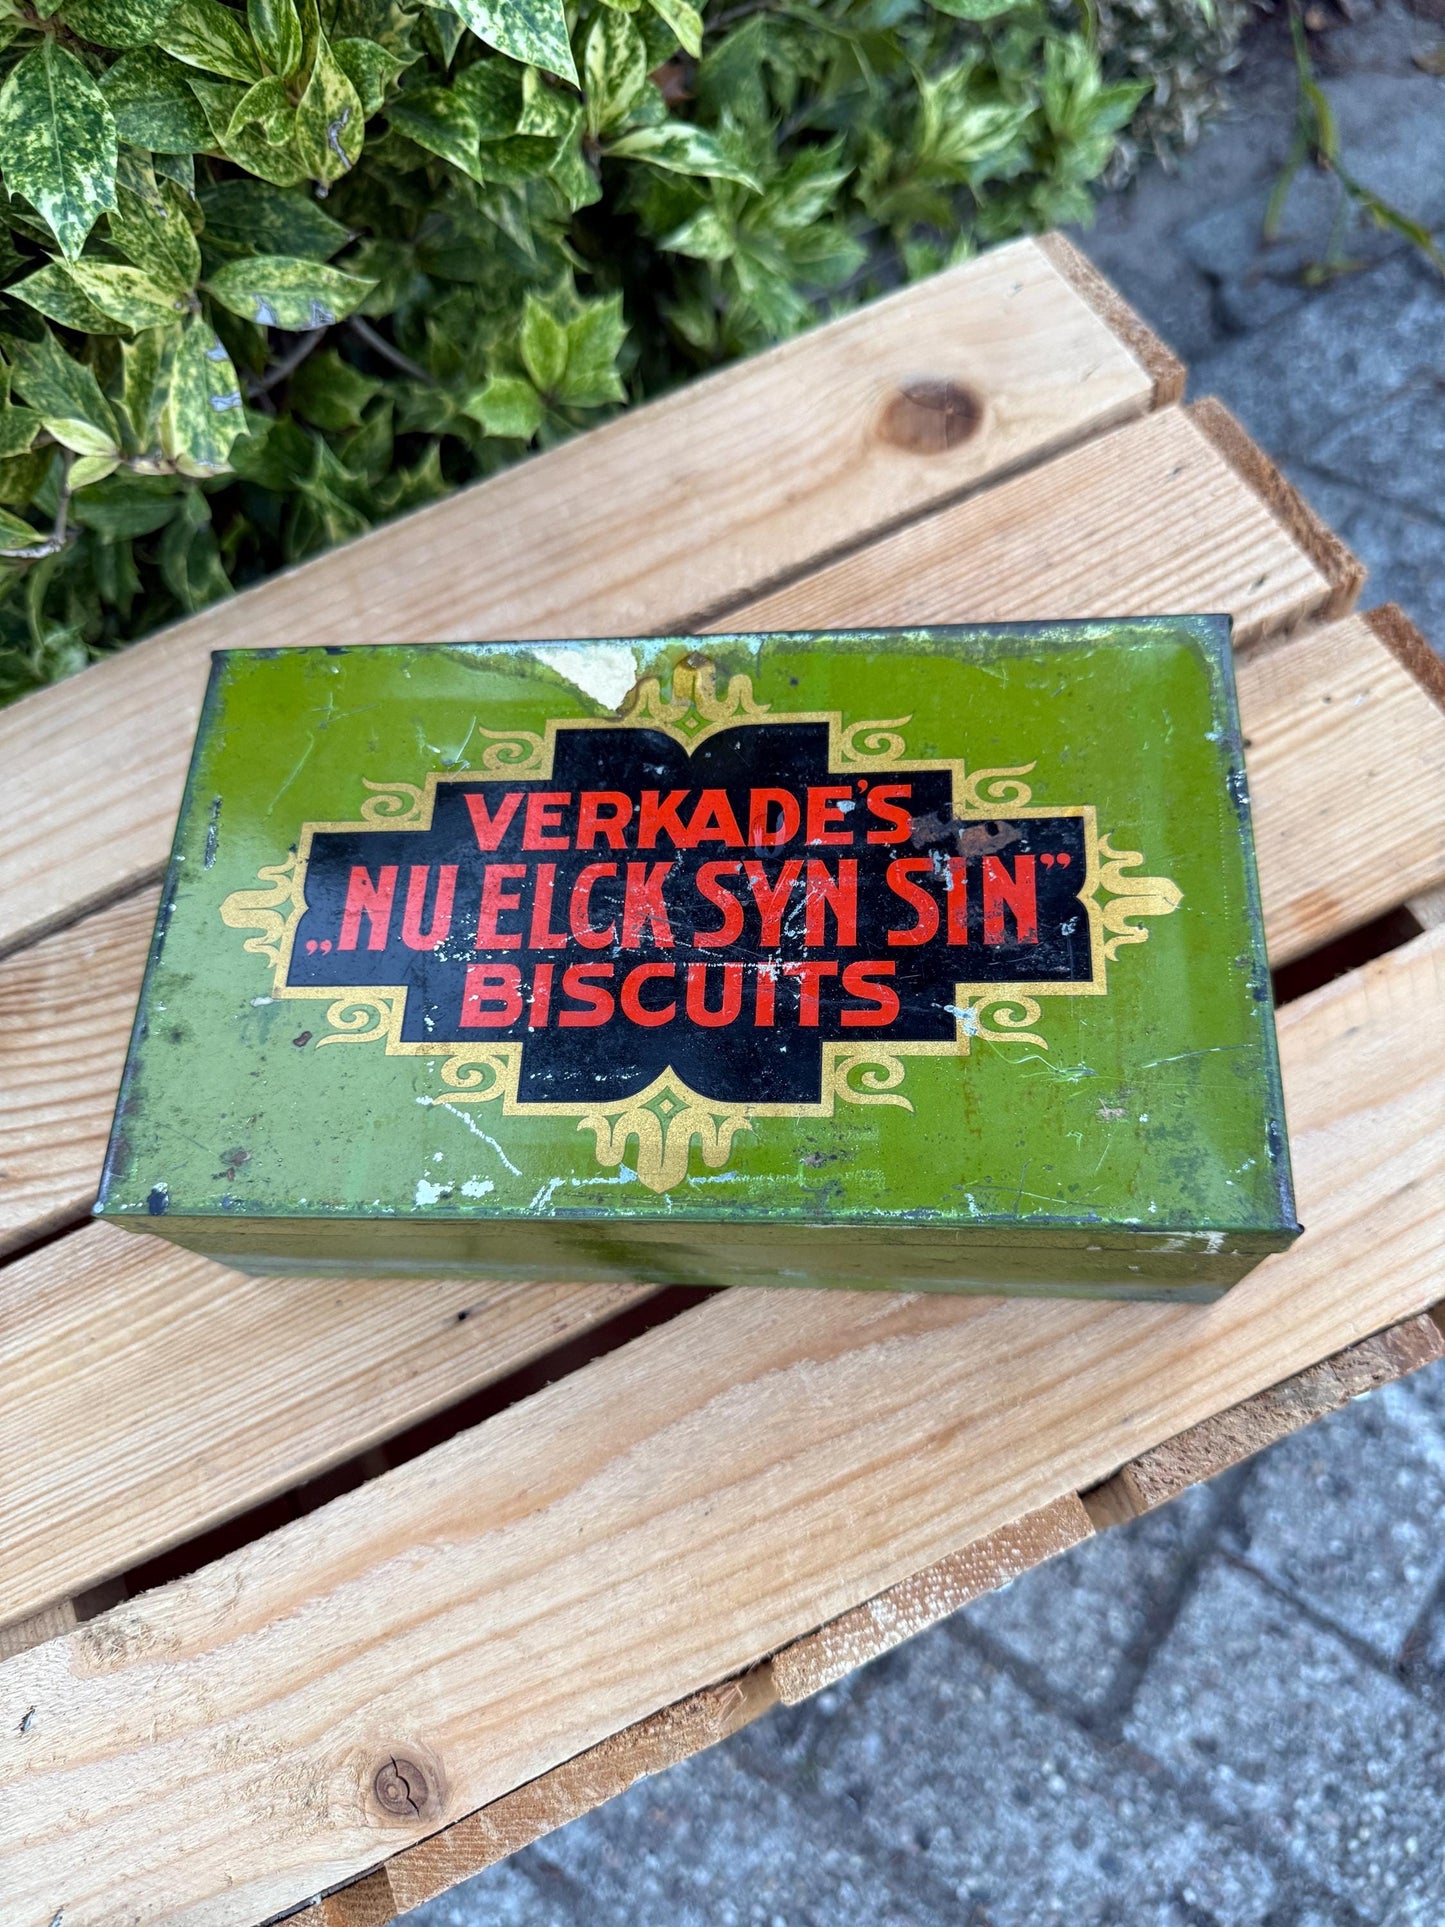 VERKADE'S
„NU ELCK SYN SIN”
BISCUITS